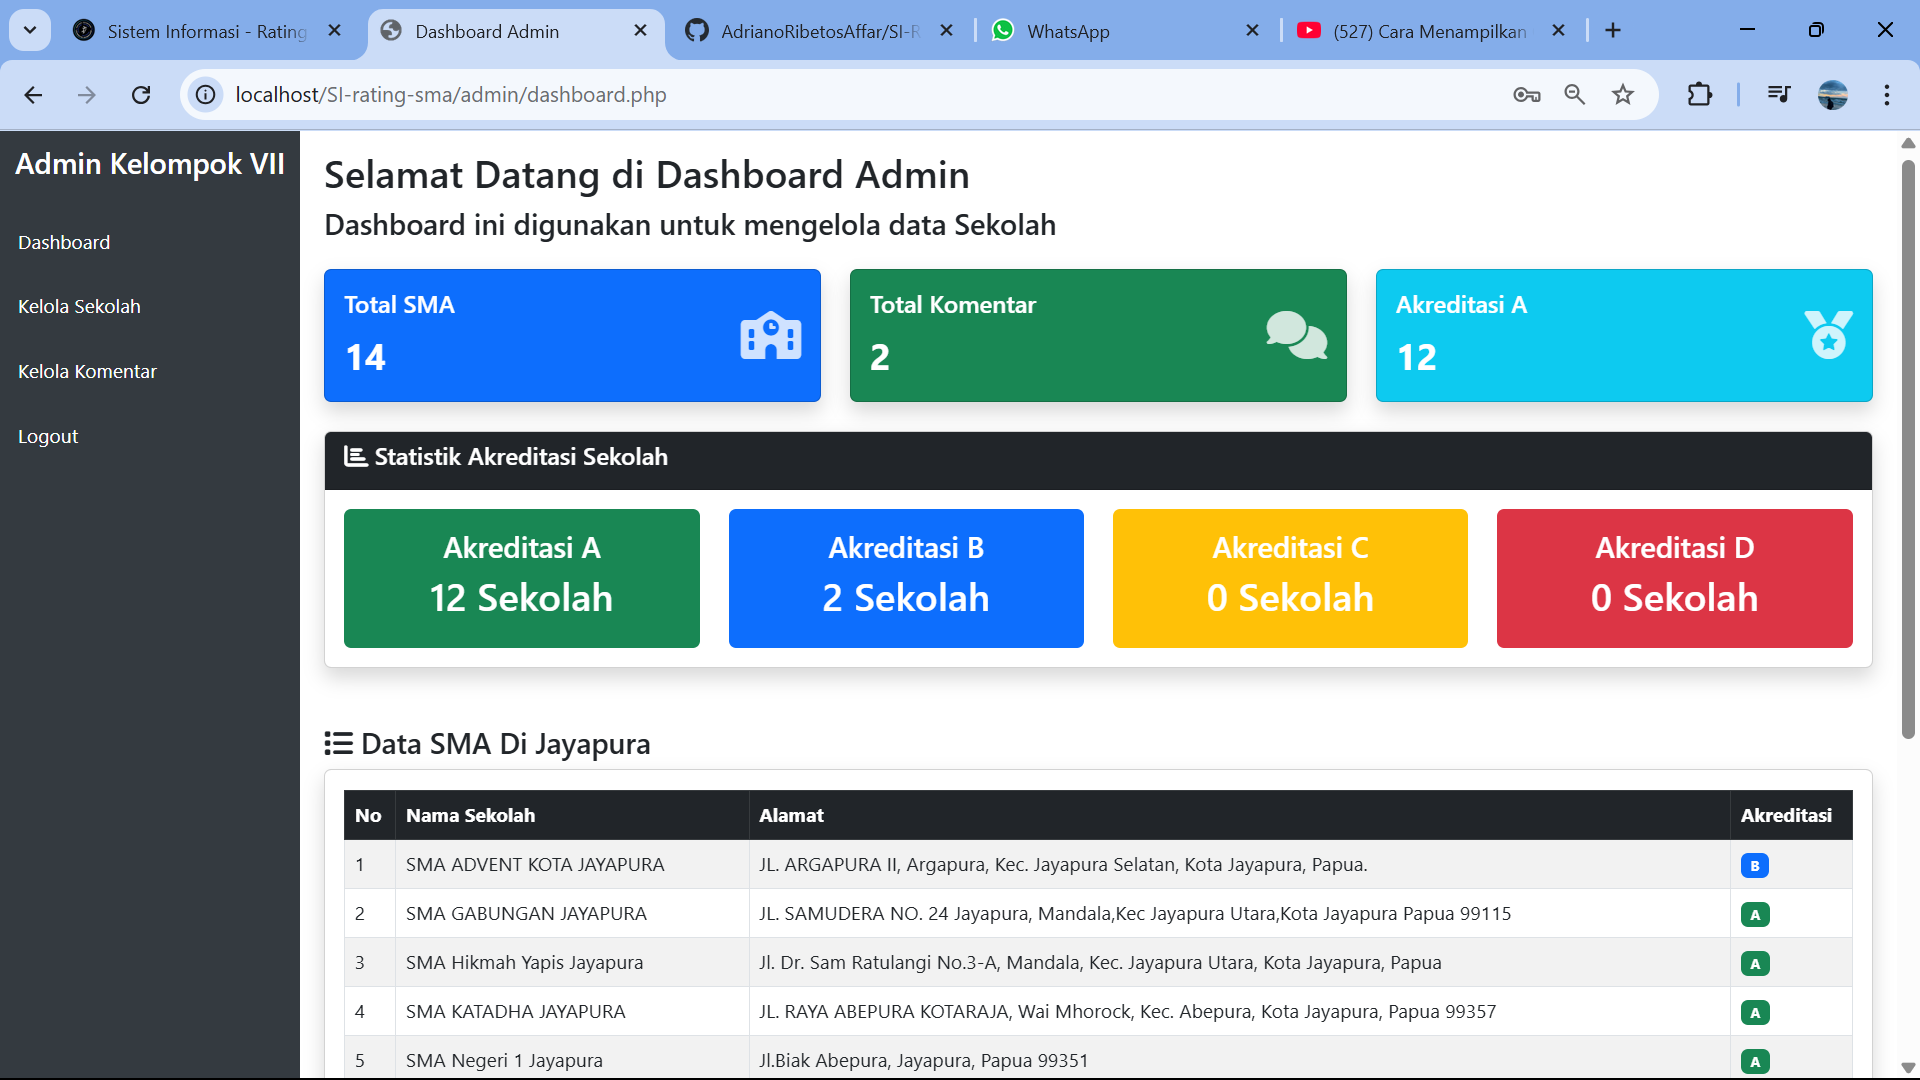 Sistem Informasi - Rating
Dashboard Admin
AdrianoRibetosAffar/SI-R
WhatsApp
(527) Cara Menampilkan
localhost/SI-rating-sma/admin/dashboard.php
Admin Kelompok VII
Dashboard
Kelola Sekolah
Kelola Komentar
Logout
Selamat Datang di Dashboard Admin
Dashboard ini digunakan untuk mengelola data Sekolah
Total SMA
14
Total Komentar
2
Akreditasi A
12
Statistik Akreditasi Sekolah
Akreditasi A
12 Sekolah
Akreditasi B
2 Sekolah
Akreditasi C
0 Sekolah
Akreditasi D
0 Sekolah
Data SMA Di Jayapura
No Nama Sekolah Alamat Akreditasi
1 SMA ADVENT KOTA JAYAPURA JL. ARGAPURA II, Argapura, Kec. Jayapura Selatan, Kota Jayapura, Papua. B
2 SMA GABUNGAN JAYAPURA JL. SAMUDERA NO. 24 Jayapura, Mandala,Kec Jayapura Utara,Kota Jayapura Papua 99115 A
3 SMA Hikmah Yapis Jayapura Jl. Dr. Sam Ratulangi No.3-A, Mandala, Kec. Jayapura Utara, Kota Jayapura, Papua A
4 SMA KATADHA JAYAPURA JL. RAYA ABEPURA KOTARAJA, Wai Mhorock, Kec. Abepura, Kota Jayapura, Papua 99357 A
5 SMA Negeri 1 Jayapura Jl.Biak Abepura, Jayapura, Papua 99351 A